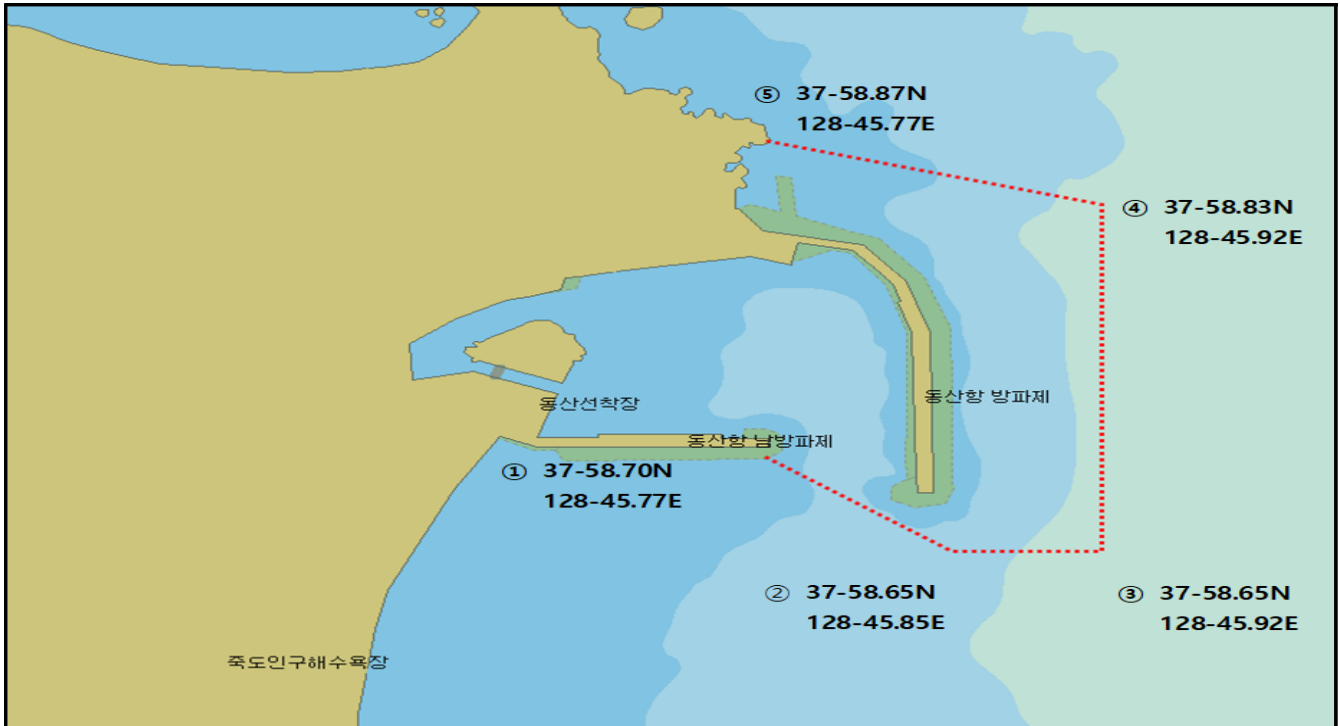 ⑤ 37-58.87N
128-45.77E
④ 37-58.83N
128-45.92E
동산선착장
동산항 방파제
동산항 남방파제
① 37-58.70N
128-45.77E
② 37-58.65N
128-45.85E
③ 37-58.65N
128-45.92E
죽도인구해수욕장